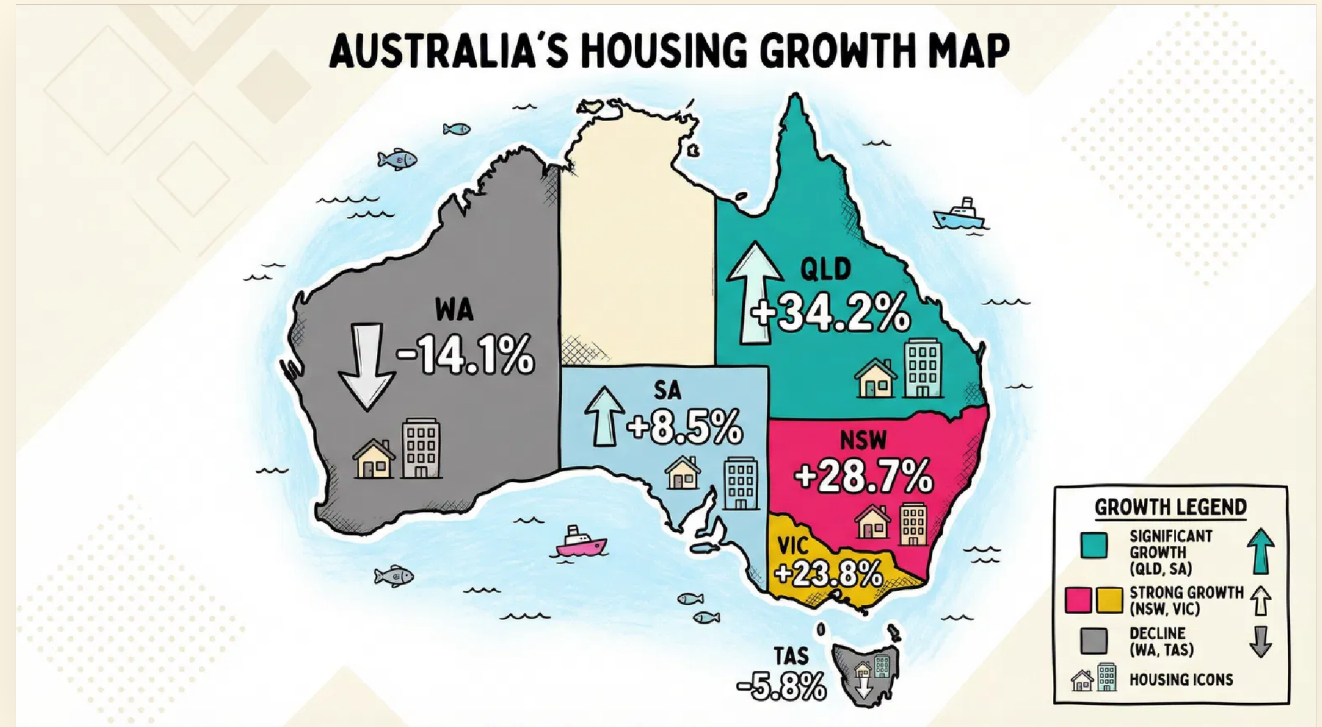 AUSTRALIA'S HOUSING GROWTH MAP
QLD
+34.2%
WA
-14.1%
SA
+8.5%
NSW
+28.7%
VIC
+23.8%
TAS
-5.8%
GROWTH LEGEND
SIGNIFICANT
GROWTH
(QLD, SA)
STRONG GROWTH
(NSW, VIC)
DECLINE
(WA, TAS)
HOUSING ICONS